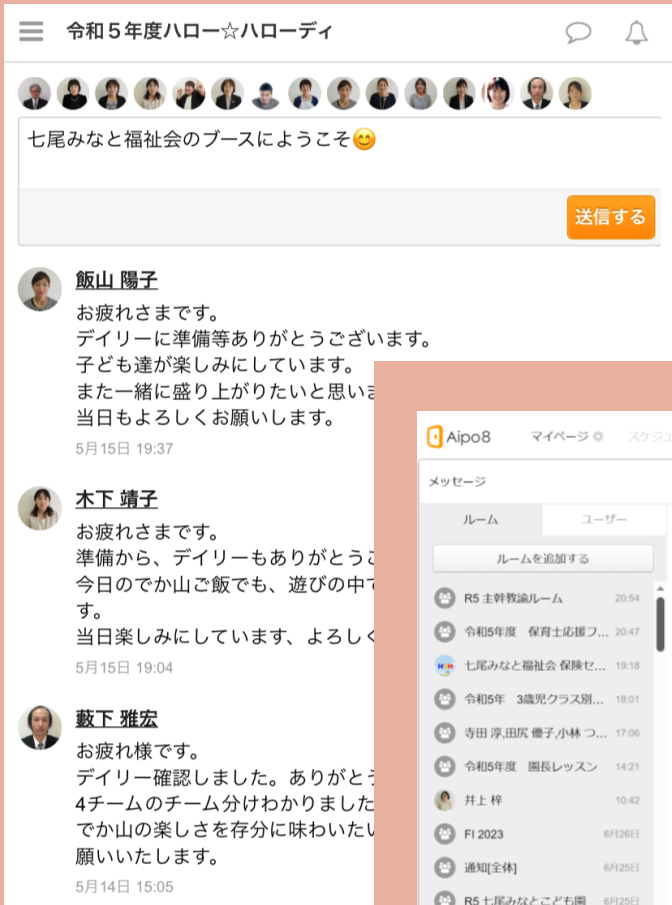 令和５年度ハロー☆ハローディ
七尾みなと福祉会のブースにようこそ😊
送信する
飯山 陽子
お疲れさまです。
デイリーに準備等ありがとうございます。
子ども達が楽しみにしています。
また一緒に盛り上がりたいと思いま
当日もよろしくお願いします。
5月15日 19:37
木下 靖子
お疲れさまです。
準備から、デイリーもありがとうご
今日のでか山ご飯でも、遊びの中で
す。
当日楽しみにしています、よろしく
5月15日 19:04
藪下 雅宏
お疲れ様です。
デイリー確認しました。ありがとう
4チームのチーム分けわかりました
でか山の楽しさを存分に味わいたい
願いいたします。
5月14日 15:05
Aipo8 マイページ スケジュ
メッセージ
ルーム ユーザー
ルームを追加する
R5 主幹教諭ルーム 20:54
令和5年度　保育士応援フ... 20:47
七尾みなと福祉会 保険セ... 19:18
令和5年　3歳児クラス別... 18:01
寺田 淳,田尻 優子,小林 つ... 17:06
令和5年度　園長レッスン 14:21
井上 梓 10:42
FI 2023 6月26日
通知[全体] 6月25日
R5 七尾みなとこども園 6月25日